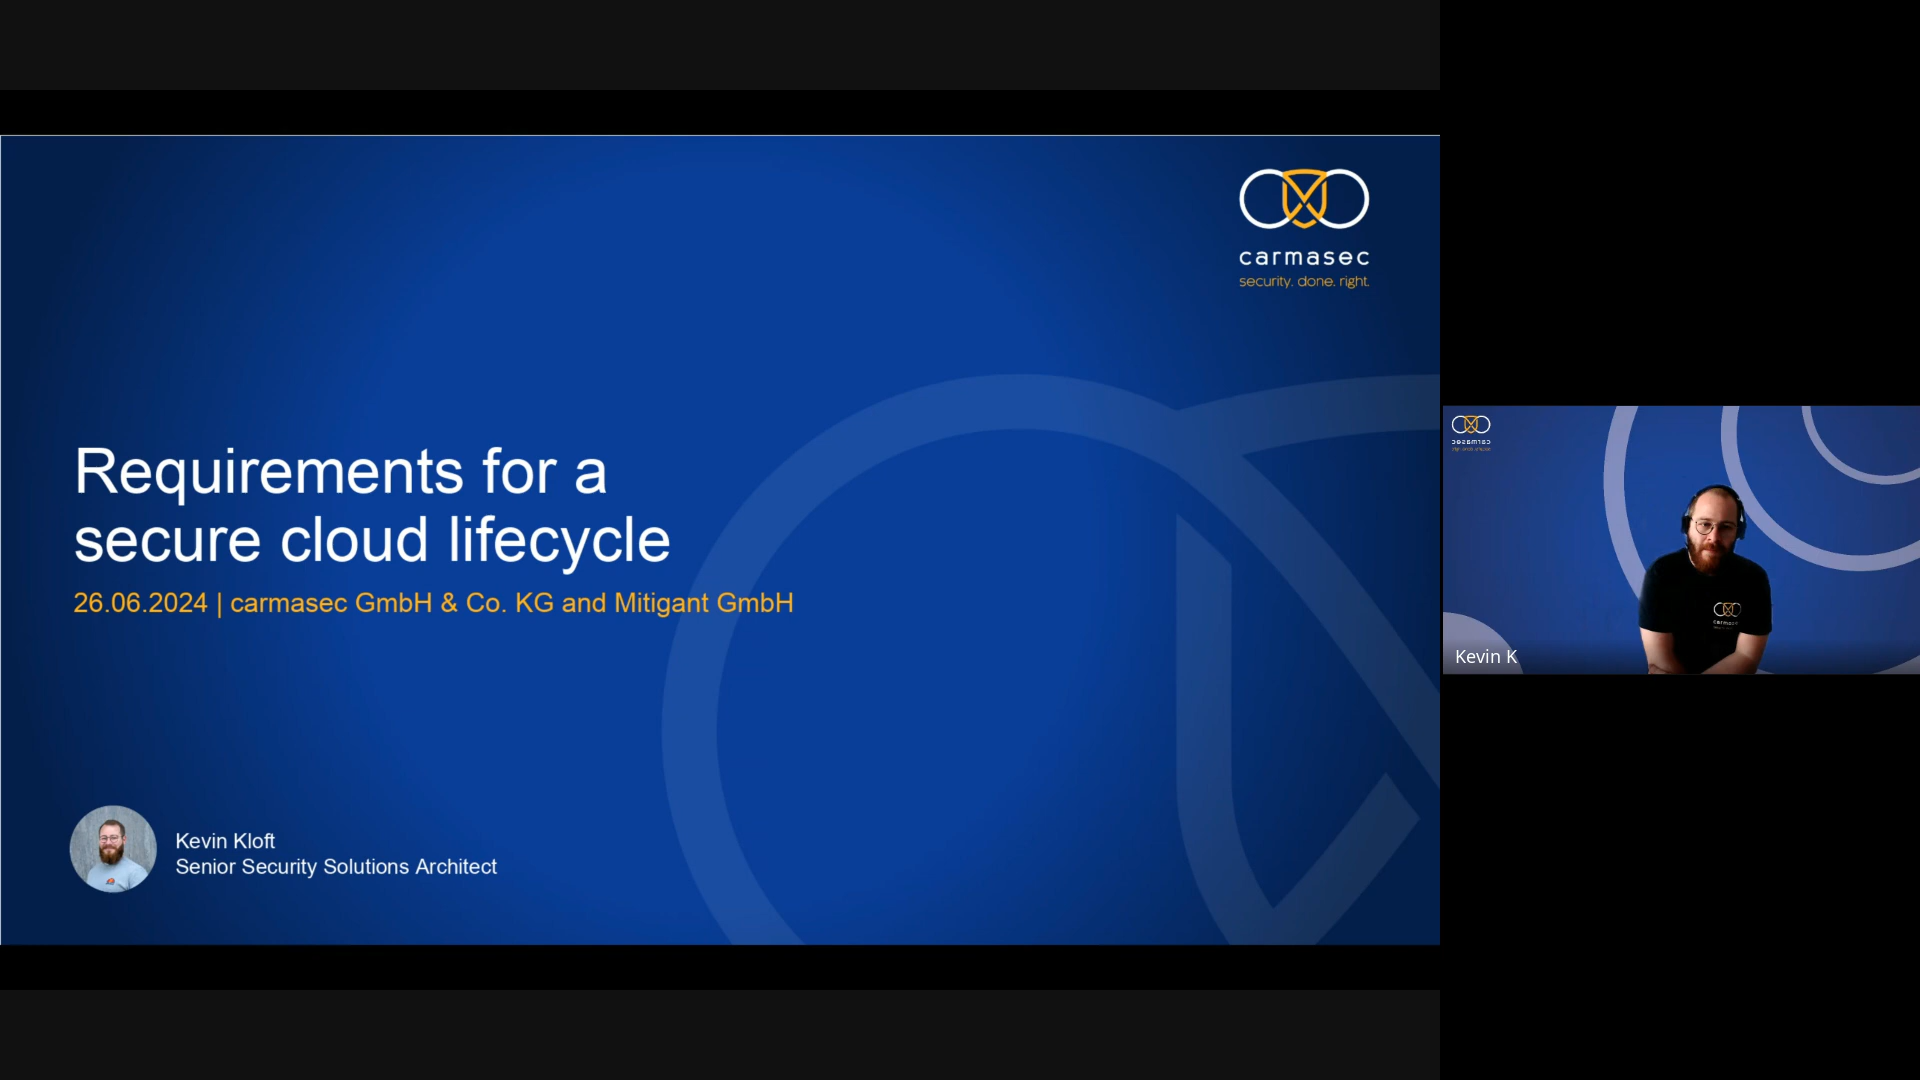 carmasec
security. done. right.
Requirements for a
secure cloud lifecycle
26.06.2024 | carmasec GmbH & Co. KG and Mitigant GmbH
Kevin Kloft
Senior Security Solutions Architect
carmasec
Kevin K